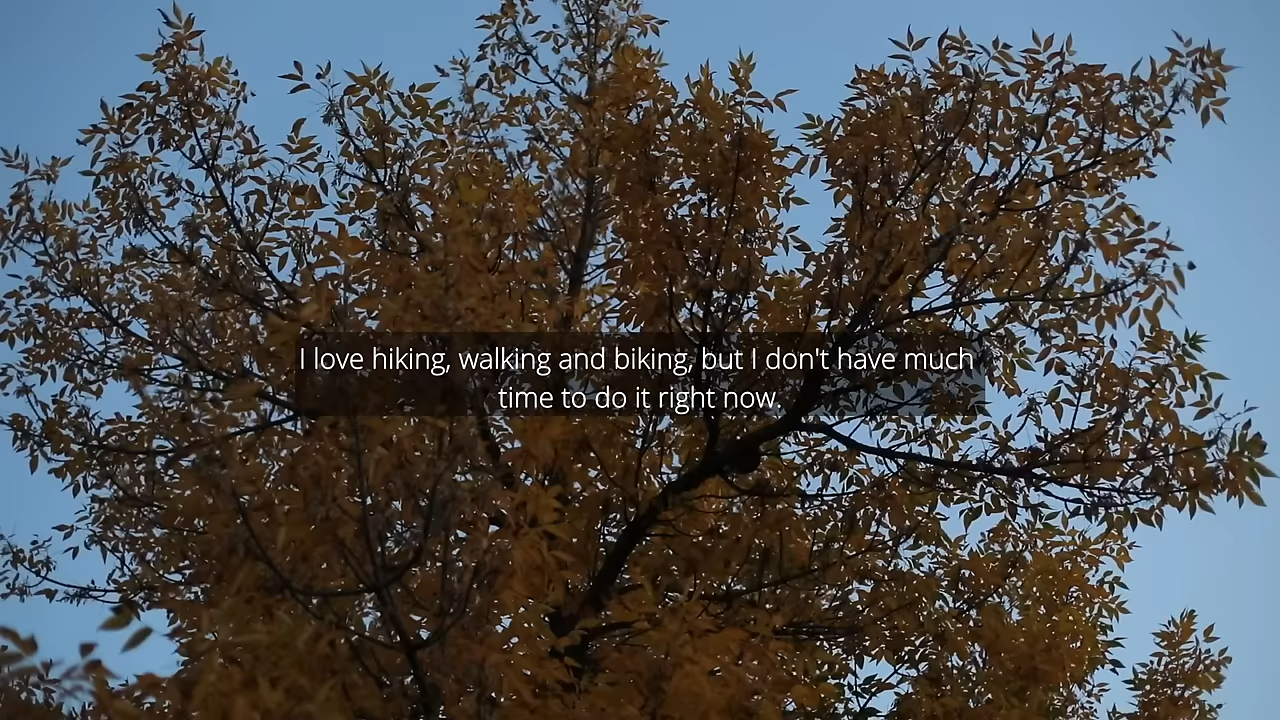 I love hiking, walking and biking, but I don't have much
time to do it right now.